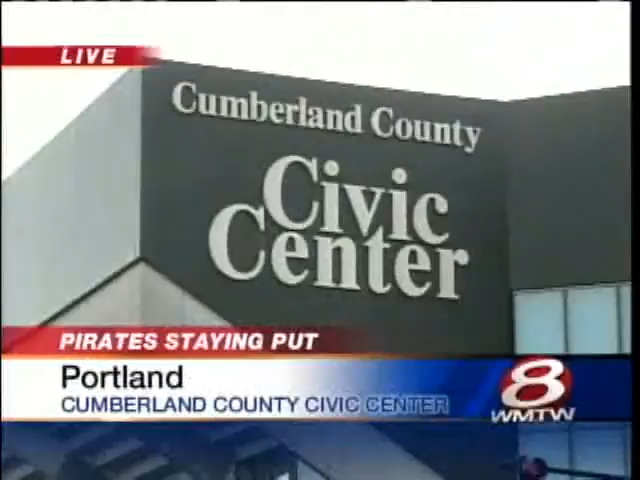 LIVE
Cumberland County
Civic
Center
PIRATES STAYING PUT
Portland
CUMBERLAND COUNTY CIVIC CENTER
8
WMTW